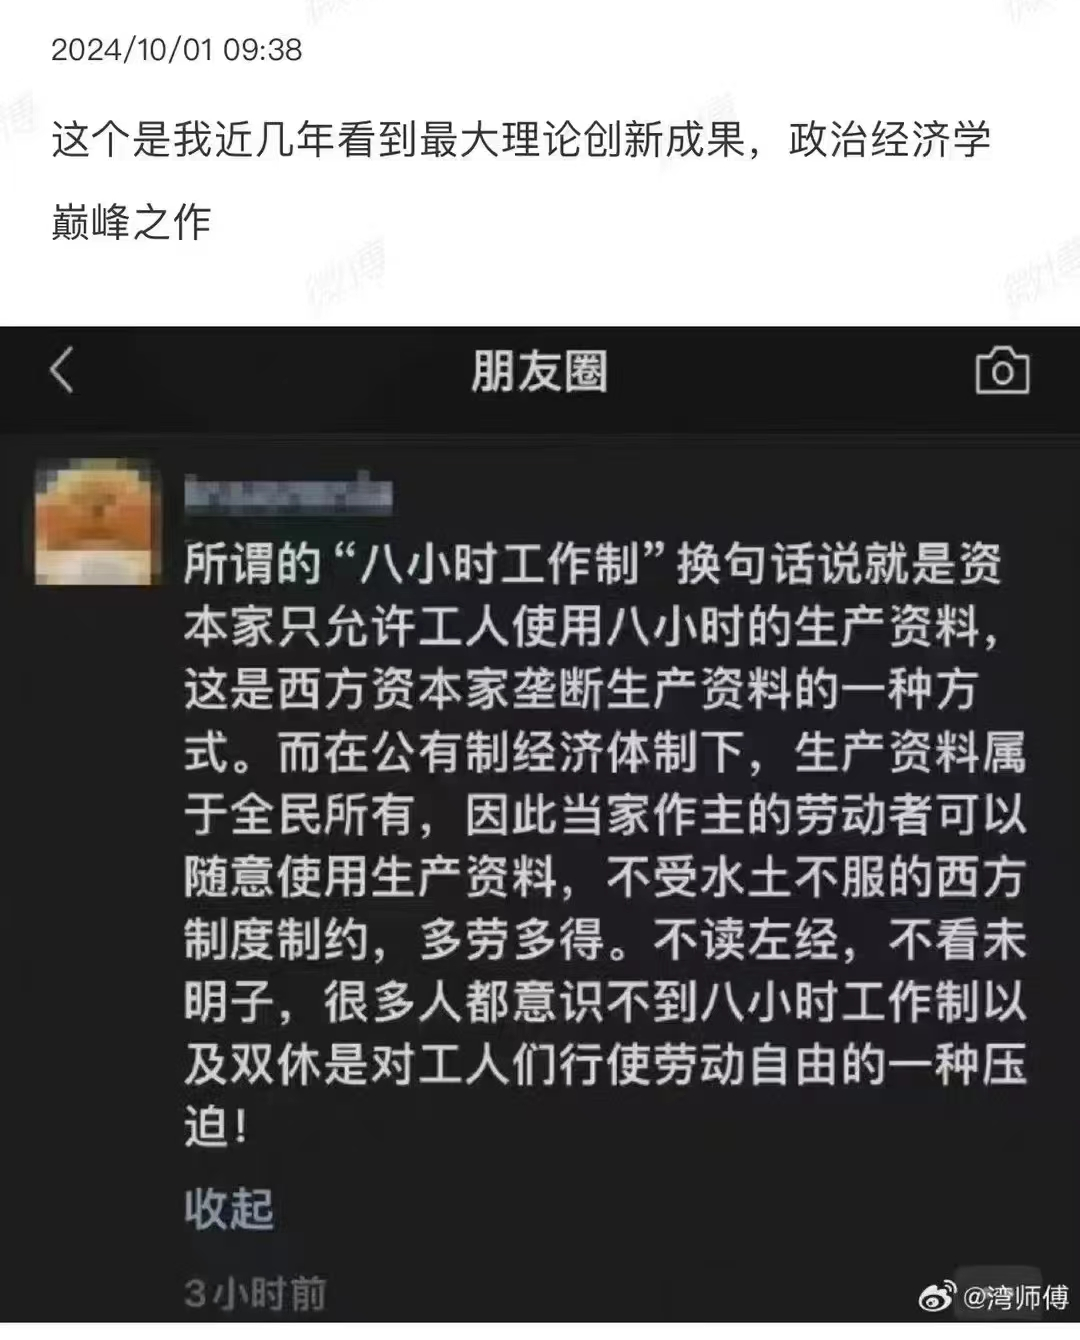 2024/10/01 09:38
这个是我近几年看到最大理论创新成果，政治经济学
巅峰之作
朋友圈
所谓的“八小时工作制”换句话说就是资
本家只允许工人使用八小时的生产资料，
这是西方资本家垄断生产资料的一种方
式。而在公有制经济体制下，生产资料属
于全民所有，因此当家作主的劳动者可以
随意使用生产资料，不受水土不服的西方
制度制约，多劳多得。不读左经，不看未
明子，很多人都意识不到八小时工作制以
及双休是对工人们行使劳动自由的一种压
迫！
收起
3小时前
@湾师傅